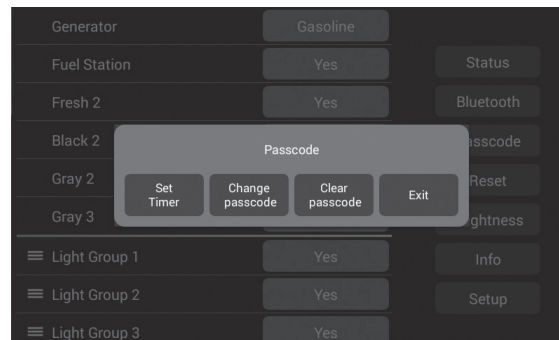 Generator Gasoline
Fuel Station Yes Status
Fresh 2 Yes Bluetooth
Black 2 asscode
Passcode
Gray 2 Reset
Set Timer Change passcode Clear passcode Exit
Gray 3 ghtness
Light Group 1 Yes Info
Light Group 2 Yes Setup
Light Group 3 Yes